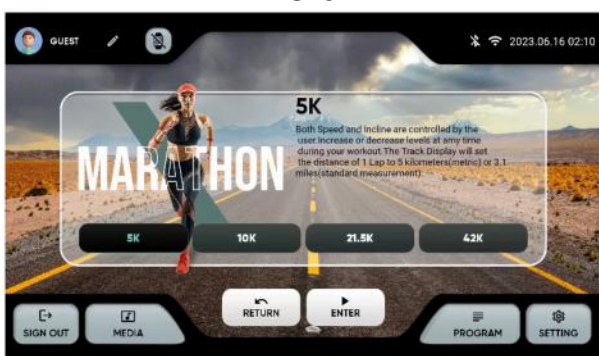 GUEST
2023.06.16 02:10
5K
Both Speed and Incline are controlled by the
user increase or decrease levels at amy time
during your workout.The Track Display will set
the distance of 1 Lap to 5 kilometers(metric) or 3.1
miles(standard measurement).
MARATHON
5K
10K
21.5K
42K
RETURN
ENTER
SIGN OUT
MEDIA
PROGRAM
SETTING